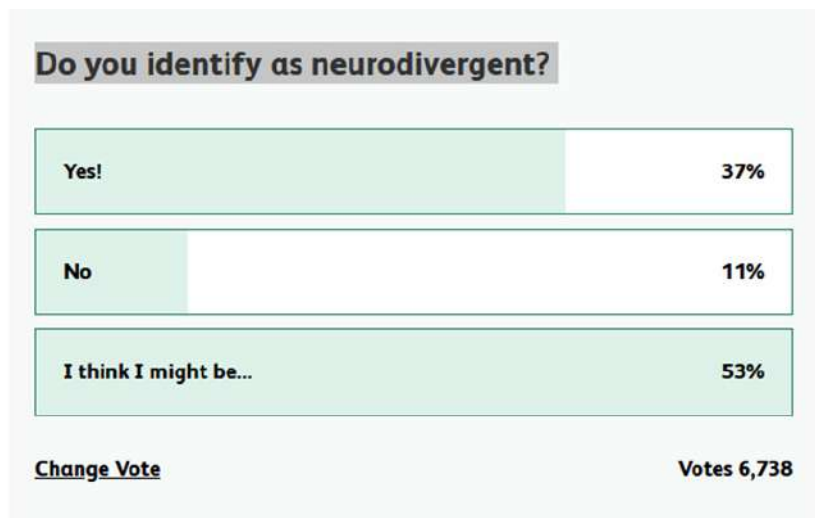 Do you identify as neurodivergent?
Yes! 37%
No 11%
I think I might be... 53%
Change Vote Votes 6,738